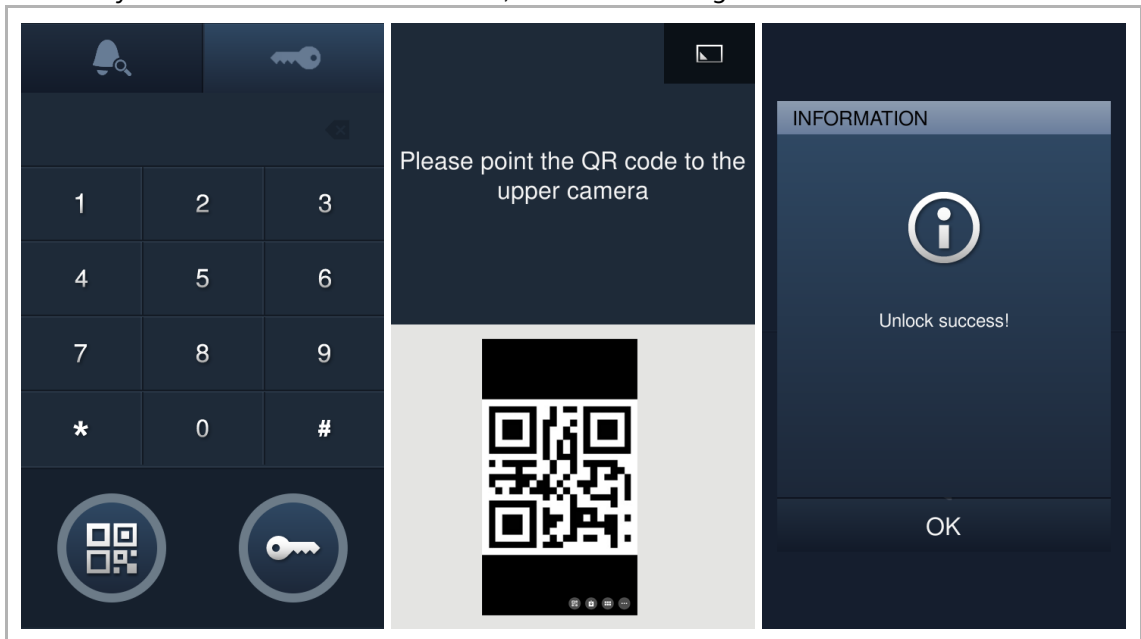 1 2 3
4 5 6
7 8 9
* 0 #
Please point the QR code to the
upper camera
INFORMATION
Unlock success!
OK